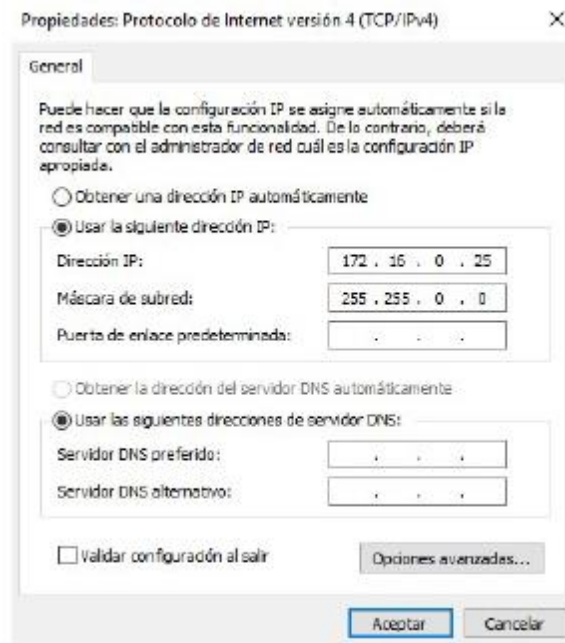 Propiedades: Protocolo de Internet versión 4 (TCP/IPv4)
General
Puede hacer que la configuración IP se asigne automáticamente si la
red es compatible con esta funcionalidad. De lo contrario, deberá
consultar con el administrador de red cuál es la configuración IP
apropiada.
Obtener una dirección IP automáticamente
Usar la siguiente dirección IP:
Dirección IP: 172 . 16 . 0 . 25
Máscara de subred: 255 . 255 . 0 . 0
Puerta de enlace predeterminada: . . .
Obtener la dirección del servidor DNS automáticamente
Usar las siguientes direcciones de servidor DNS:
Servidor DNS preferido: . . .
Servidor DNS alternativo: . . .
Validar configuración al salir
Opciones avanzadas...
Aceptar Cancelar